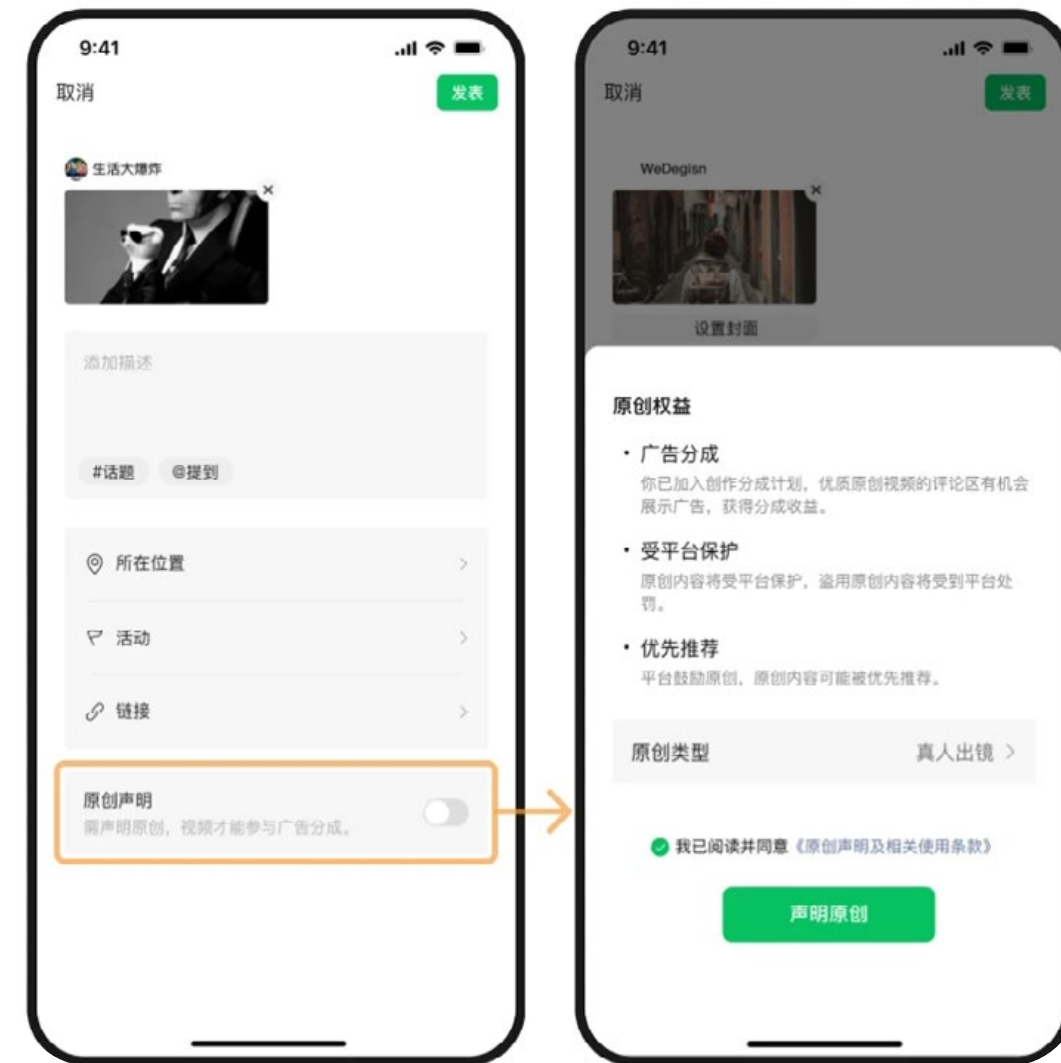 9:41
取消
发表
生活大爆炸
添加描述
#话题
@提到
所在位置
活动
链接
原创声明
需声明原创，视频才能参与广告分成。
9:41
取消
发表
WeDegisn
设置封面
原创权益
· 广告分成
你已加入创作分成计划，优质原创视频的评论区有机会
展示广告，获得分成收益。
· 受平台保护
原创内容将受平台保护，盗用原创内容将受到平台处
罚。
· 优先推荐
平台鼓励原创，原创内容可能被优先推荐。
原创类型
真人出镜
我已阅读并同意《原创声明及相关使用条款》
声明原创